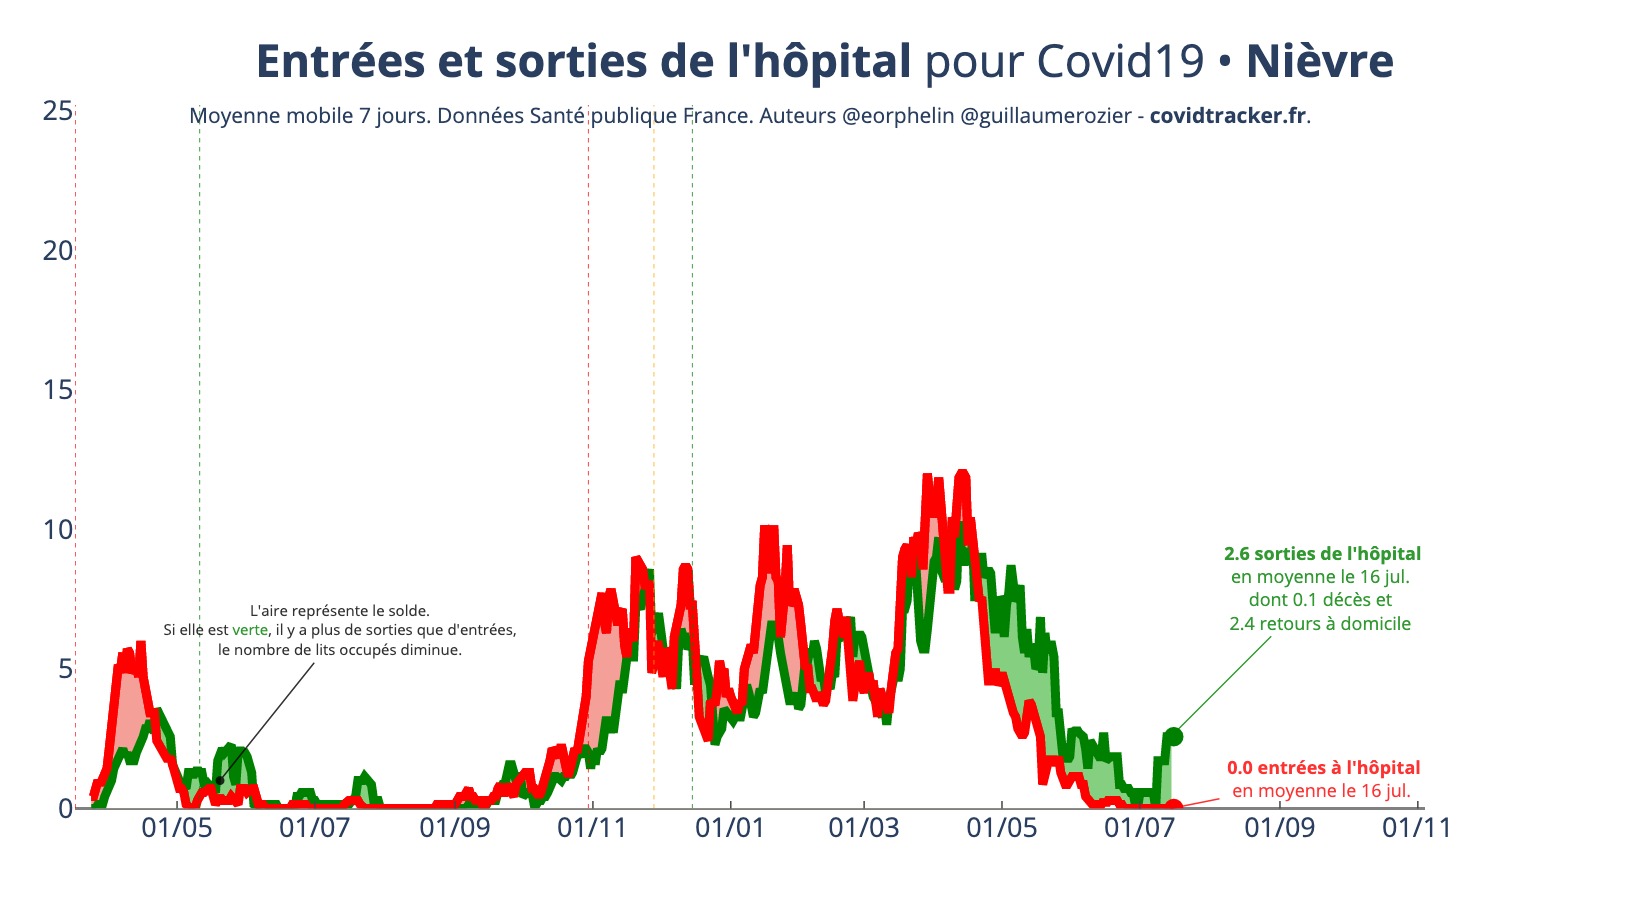 Entrées et sorties de l'hôpital pour Covid19 • Nièvre
Moyenne mobile 7 jours. Données Santé publique France. Auteurs @eorphelin @guillaumerozier - covidtracker.fr.
25
20
15
10
5
0
L'aire représente le solde.
Si elle est verte, il y a plus de sorties que d'entrées,
le nombre de lits occupés diminue.
2.6 sorties de l'hôpital
en moyenne le 16 jul.
dont 0.1 décès et
2.4 retours à domicile
0.0 entrées à l'hôpital
en moyenne le 16 jul.
01/05 01/07 01/09 01/11 01/01 01/03 01/05 01/07 01/09 01/11